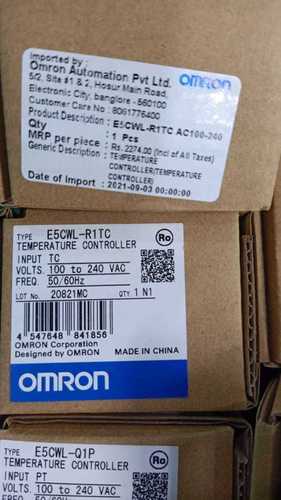 Imported by :
Omron Automation Pvt Ltd.
5/2, Site #1 & 2, Hosur Main Road,
Electronic City, banglore - 560100
Customer Care No : 8061776400
Product Description : E5CWL-R1TC AC100-240
Qty : 1 Pcs
MRP per piece : Rs. 2274.00 (Incl of All Taxes)
Generic Description : TEMPERATURE
CONTROLLER(TEMPERATURE
CONTROLLER)
Date of Import : 2021-09-03 00:00:00
OMRON
TYPE E5CWL-R1TC
TEMPERATURE CONTROLLER
Ro
INPUT TC
VOLTS. 100 to 240 VAC
FREQ. 50/60Hz
LOT No. 20821MC QTY 1 N1
4 547648 841856
OMRON Corporation
Designed by OMRON MADE IN CHINA
OMRON
TYPE E5CWL-Q1P
TEMPERATURE CONTROLLER
Ro
INPUT PT
VOLTS. 100 to 240 VAC